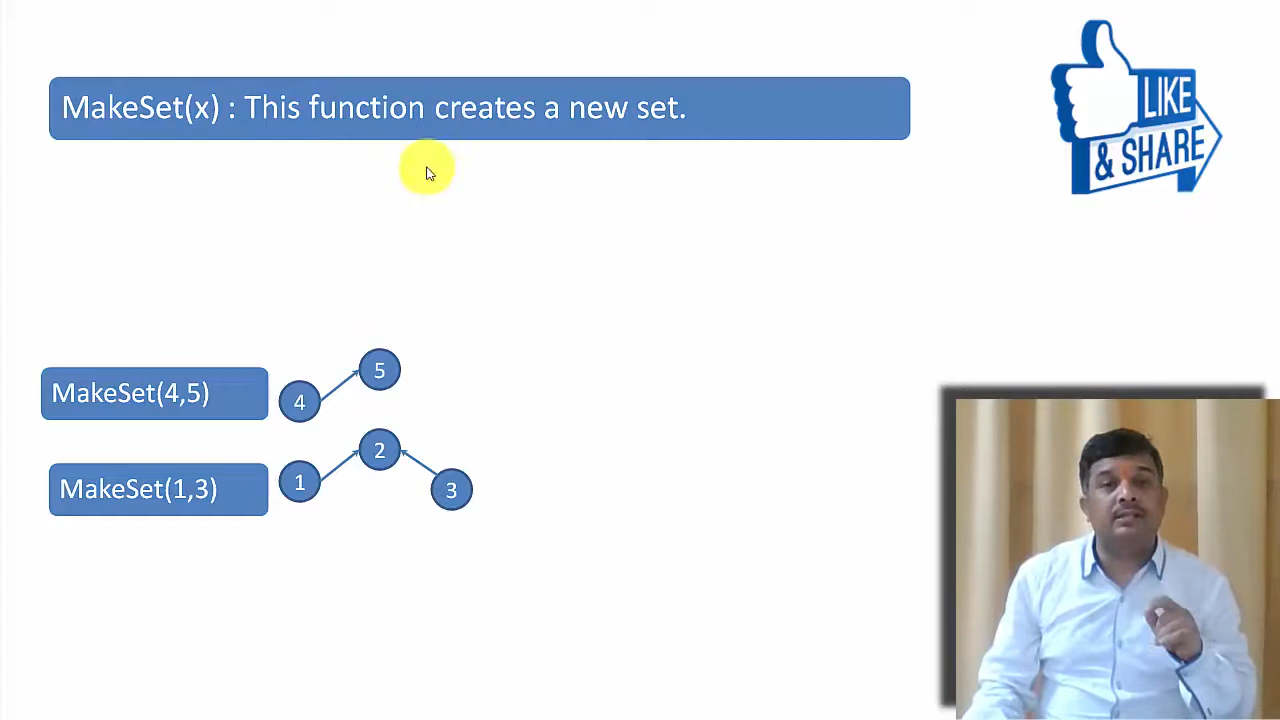 MakeSet(x) : This function creates a new set.
LIKE
& SHARE
MakeSet(4,5)
5
4
MakeSet(1,3)
2
1
3